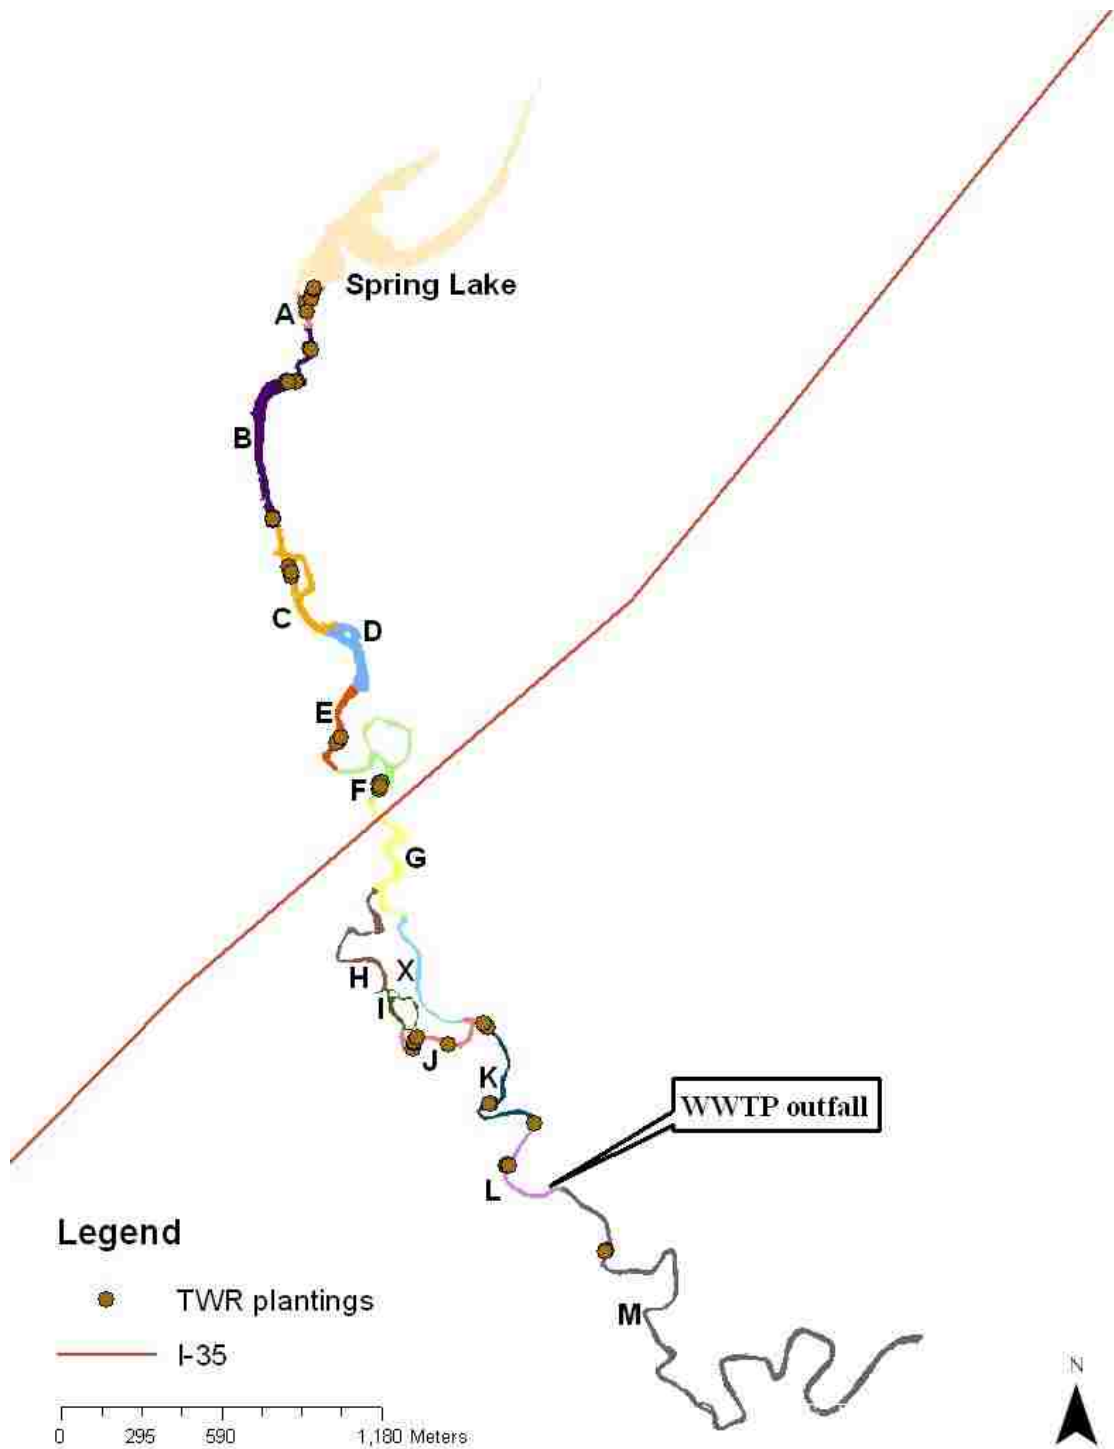 Spring Lake
A
B
C
D
E
F
G
H
X
I
J
K
WWTP outfall
L
Legend
TWR plantings
M
I-35
N
0 295 590 1,180 Meters